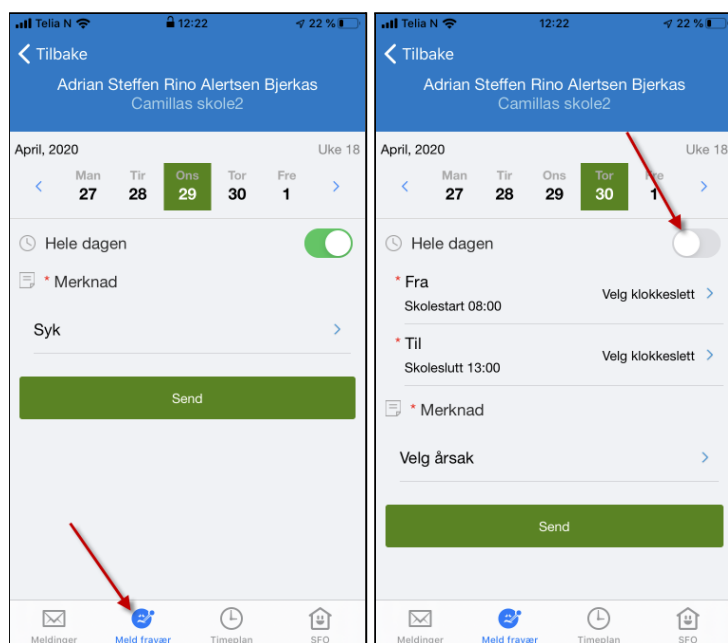 Telia N 12:22 22 %
Tilbake
Adrian Steffen Rino Alertsen Bjerkas
Camillas skole2
April, 2020 Uke 18
Man Tir Ons Tor Fre
27 28 29 30 1
Hele dagen
* Merknad
Syk
Send
Meldinger Meld fravær Timeplan SFO
Telia N 12:22 22 %
Tilbake
Adrian Steffen Rino Alertsen Bjerkas
Camillas skole2
April, 2020 Uke 18
Man Tir Ons Tor Fre
27 28 29 30 1
Hele dagen
* Fra
Skolestart 08:00 Velg klokkeslett
* Til
Skoleslutt 13:00 Velg klokkeslett
* Merknad
Velg årsak
Send
Meldinger Meld fravær Timeplan SFO